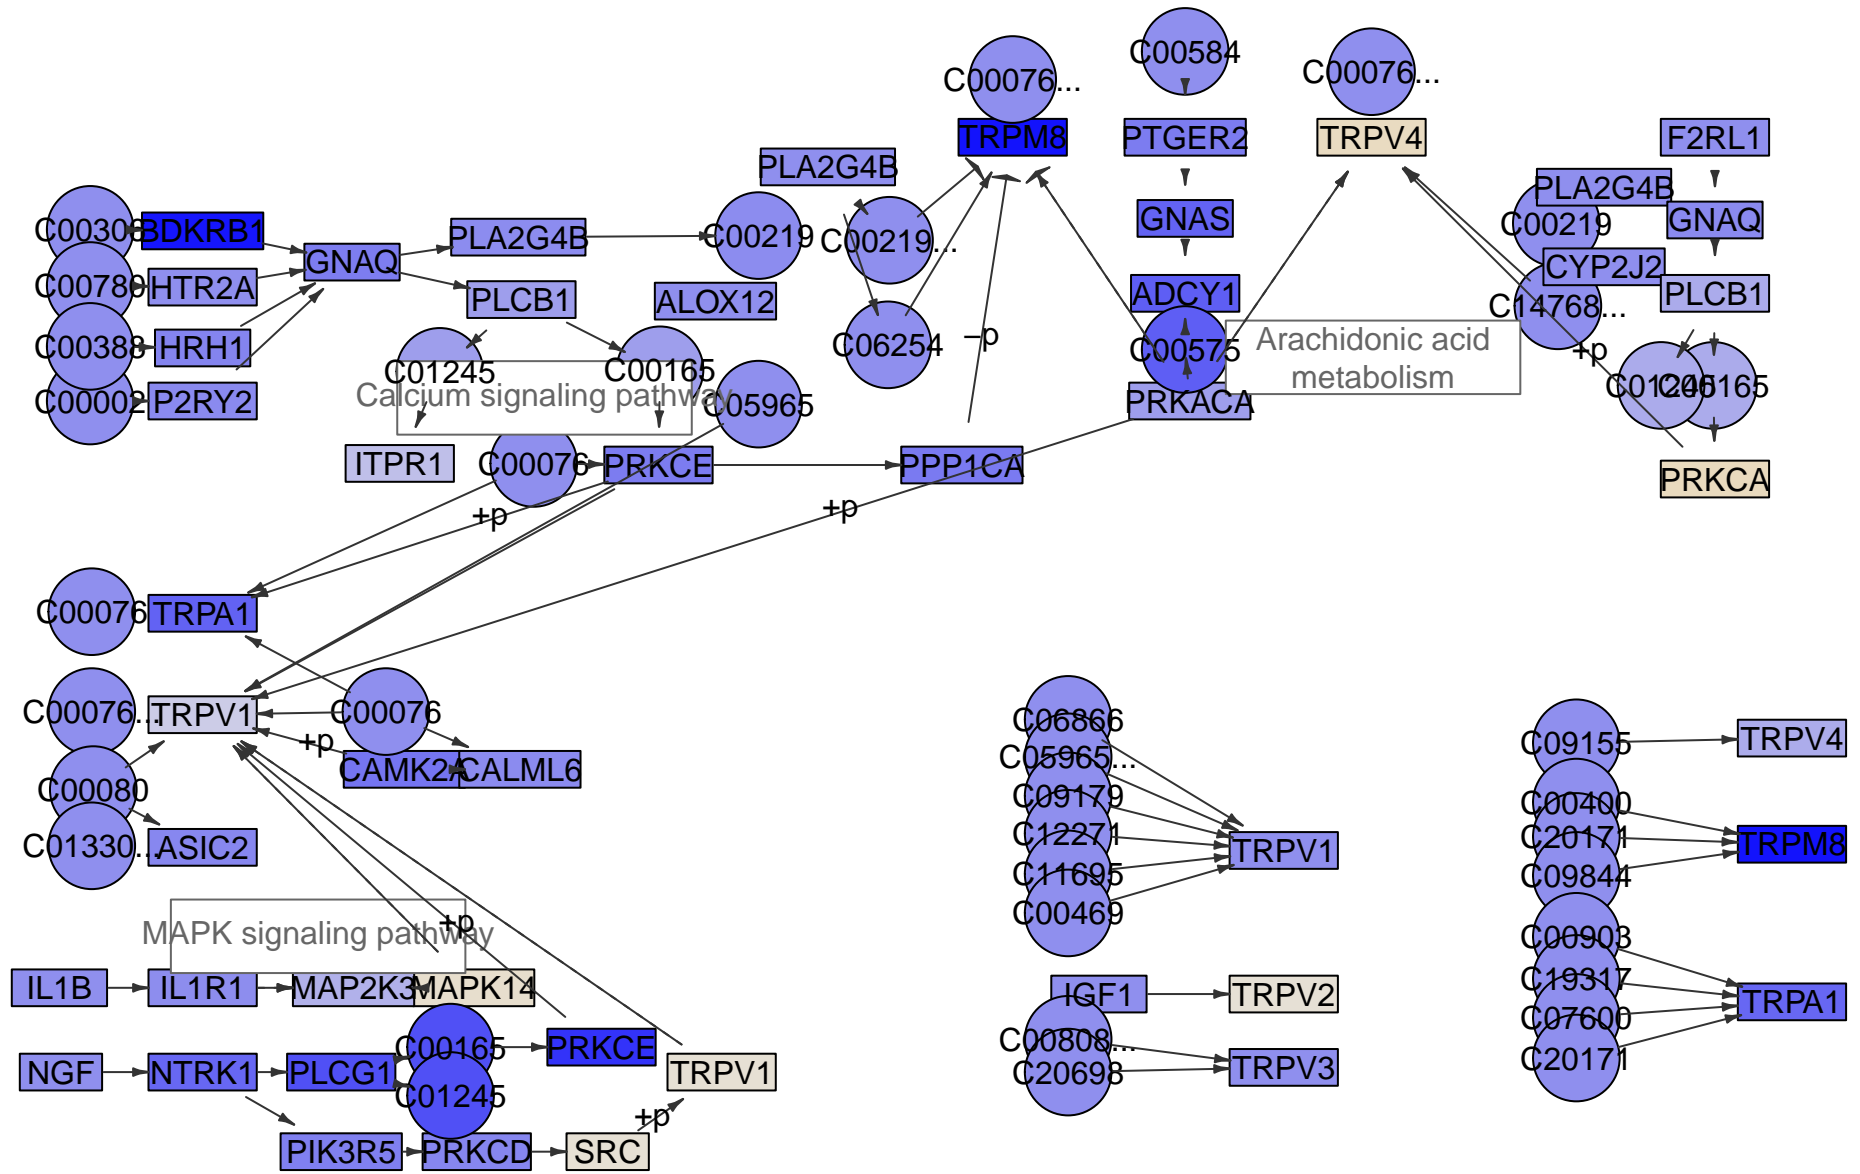 C00584
C00076...
C00076...
TRPM8
PTGER2
TRPV4
F2RL1
PLA2G4B
PLA2G4B
C00306
BDKRB1
PLA2G4B
C00219
C00219...
GNAS
C00219
GNAQ
GNAQ
CYP2J2
C00780
HTR2A
PLCB1
ALOX12
ADCY1
PLCB1
C14768...
C00388
HRH1
C06254
–p
C00575
Arachidonic acid
metabolism
+p
C01245
C00165
Calcium signaling pathway
C00002
P2RY2
C05965
PRKACA
C01245
C00165
ITPR1
C00076
PRKCE
PPP1CA
PRKCA
+p
+p
C00076
TRPA1
C00076...
TRPV1
C00076
+p
C06866
C09155
TRPV4
C05965...
C00080
CAMK2A
CALML6
C09179
C00400
C12271
C20171
TRPM8
C01330...
ASIC2
TRPV1
C11695
C09844
C00469
+p
MAPK signaling pathway
C00903
C19317
IL1B
IL1R1
MAP2K3
MAPK14
IGF1
TRPV2
TRPA1
C07600
C00165
PRKCE
C00808...
C20171
NGF
NTRK1
PLCG1
TRPV1
C20698
TRPV3
C01245
+p
PIK3R5
PRKCD
SRC